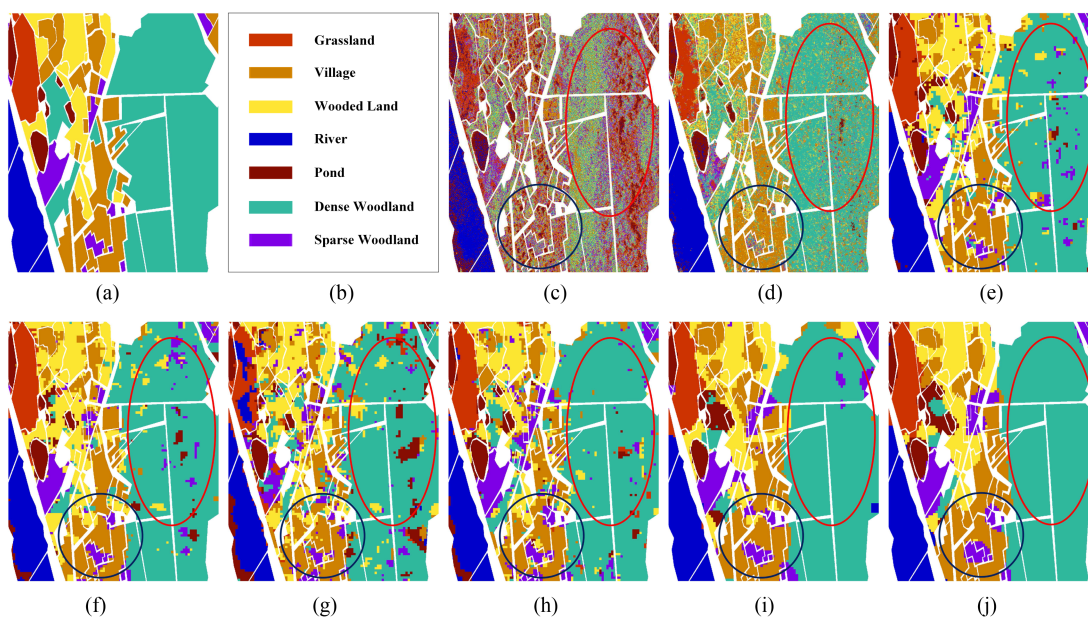 Grassland
Village
Wooded Land
River
Pond
Dense Woodland
Sparse Woodland
(a)
(b)
(c)
(d)
(e)
(f)
(g)
(h)
(i)
(j)